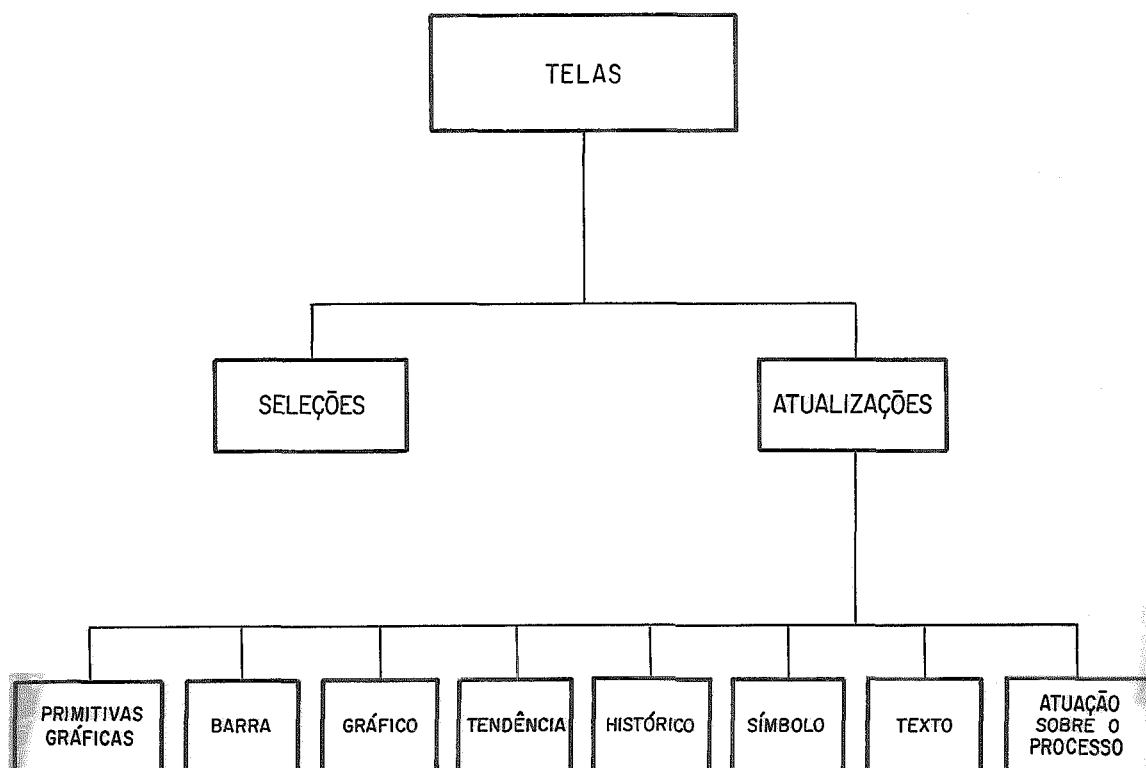 TELAS
SELEÇÕES
ATUALIZAÇÕES
PRIMITIVAS
GRÁFICAS
BARRA
GRÁFICO
TENDÊNCIA
HISTÓRICO
SÍMBOLO
TEXTO
ATUAÇÃO
SOBRE O
PROCESSO